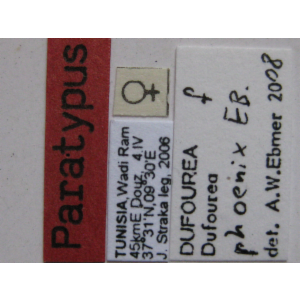 Paratypus
♀
TUNISIA, Wadi Ram
45kmE Douz, 4.IV
37°31'N, 09°30'E
J. Straka leg, 2006
DUFOUREA f
Dufourea
phoenix EB.
det. A.W.Ebmer 2008